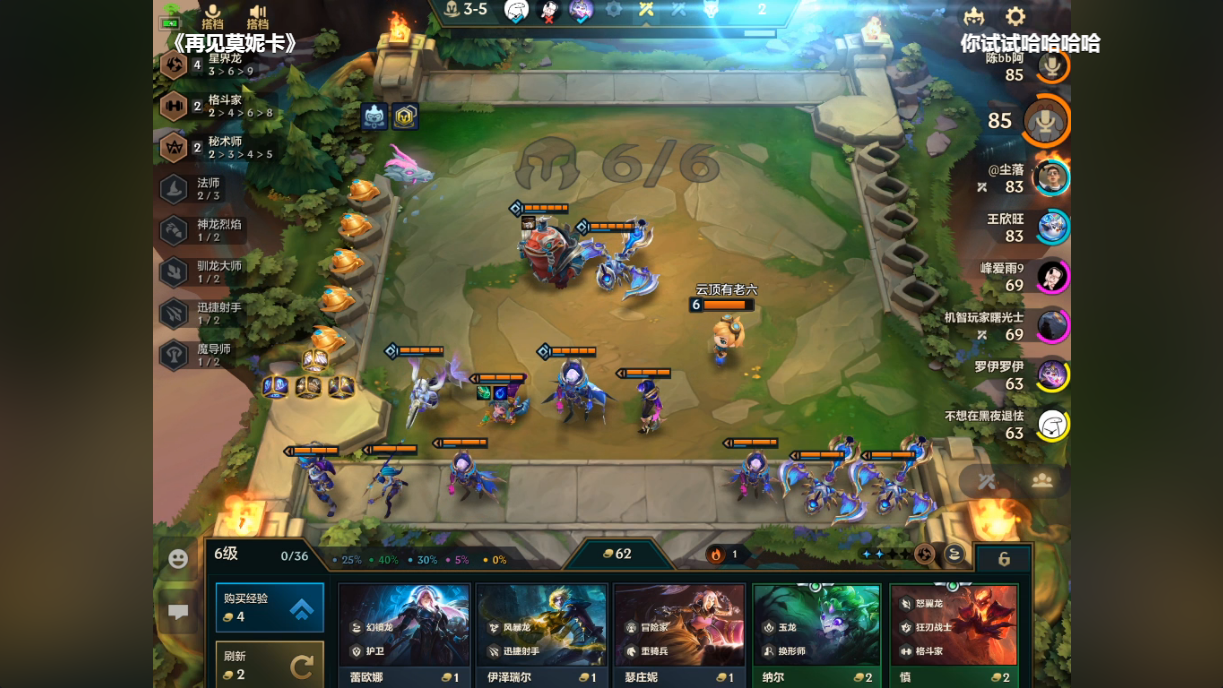 搭档
搭档
3-5
2
《再见莫妮卡》
你试试哈哈哈哈
4 星界龙
3 > 6 > 9
2 格斗家
2 > 4 > 6 > 8
2 秘术师
2 > 3 > 4 > 5
法师
2 / 3
神龙烈焰
1 / 2
驯龙大师
1 / 2
迅捷射手
1 / 2
魔导师
1 / 2
6/6
云顶有老六
6
陈bb阿
85
85
@尘落
83
王欣旺
83
峰爱雨9
69
机智玩家曙光士
69
罗伊罗伊
63
不想在黑夜退怯
63
6级
0/36
25% 40% 30% 5% 0%
62
1
6
购买经验
4
刷新
2
幻镜龙
护卫
蕾欧娜 1
风暴龙
迅捷射手
伊泽瑞尔 1
冒险家
重骑兵
瑟庄妮 1
玉龙
换形师
纳尔 2
怒翼龙
狂刃战士
格斗家
慎 2